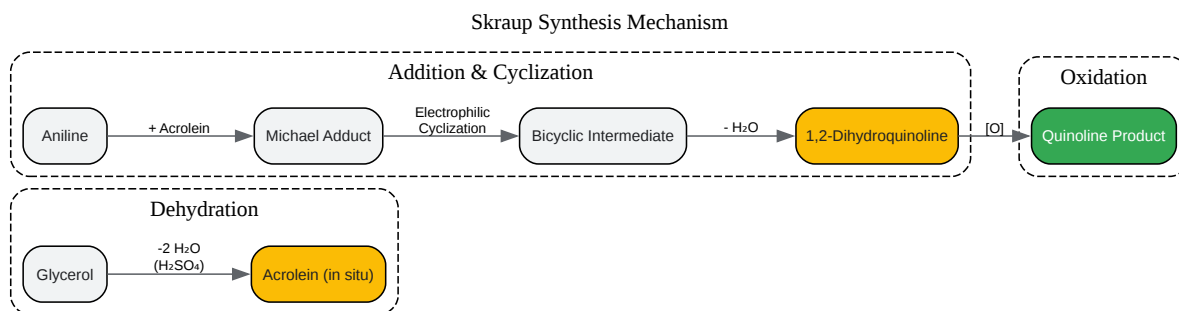 Skraup Synthesis Mechanism
Addition & Cyclization
Oxidation
Aniline
+ Acrolein
Michael Adduct
Electrophilic
Cyclization
Bicyclic Intermediate
- H₂O
1,2-Dihydroquinoline
[O]
Quinoline Product
Dehydration
Glycerol
-2 H₂O
(H₂SO₄)
Acrolein (in situ)